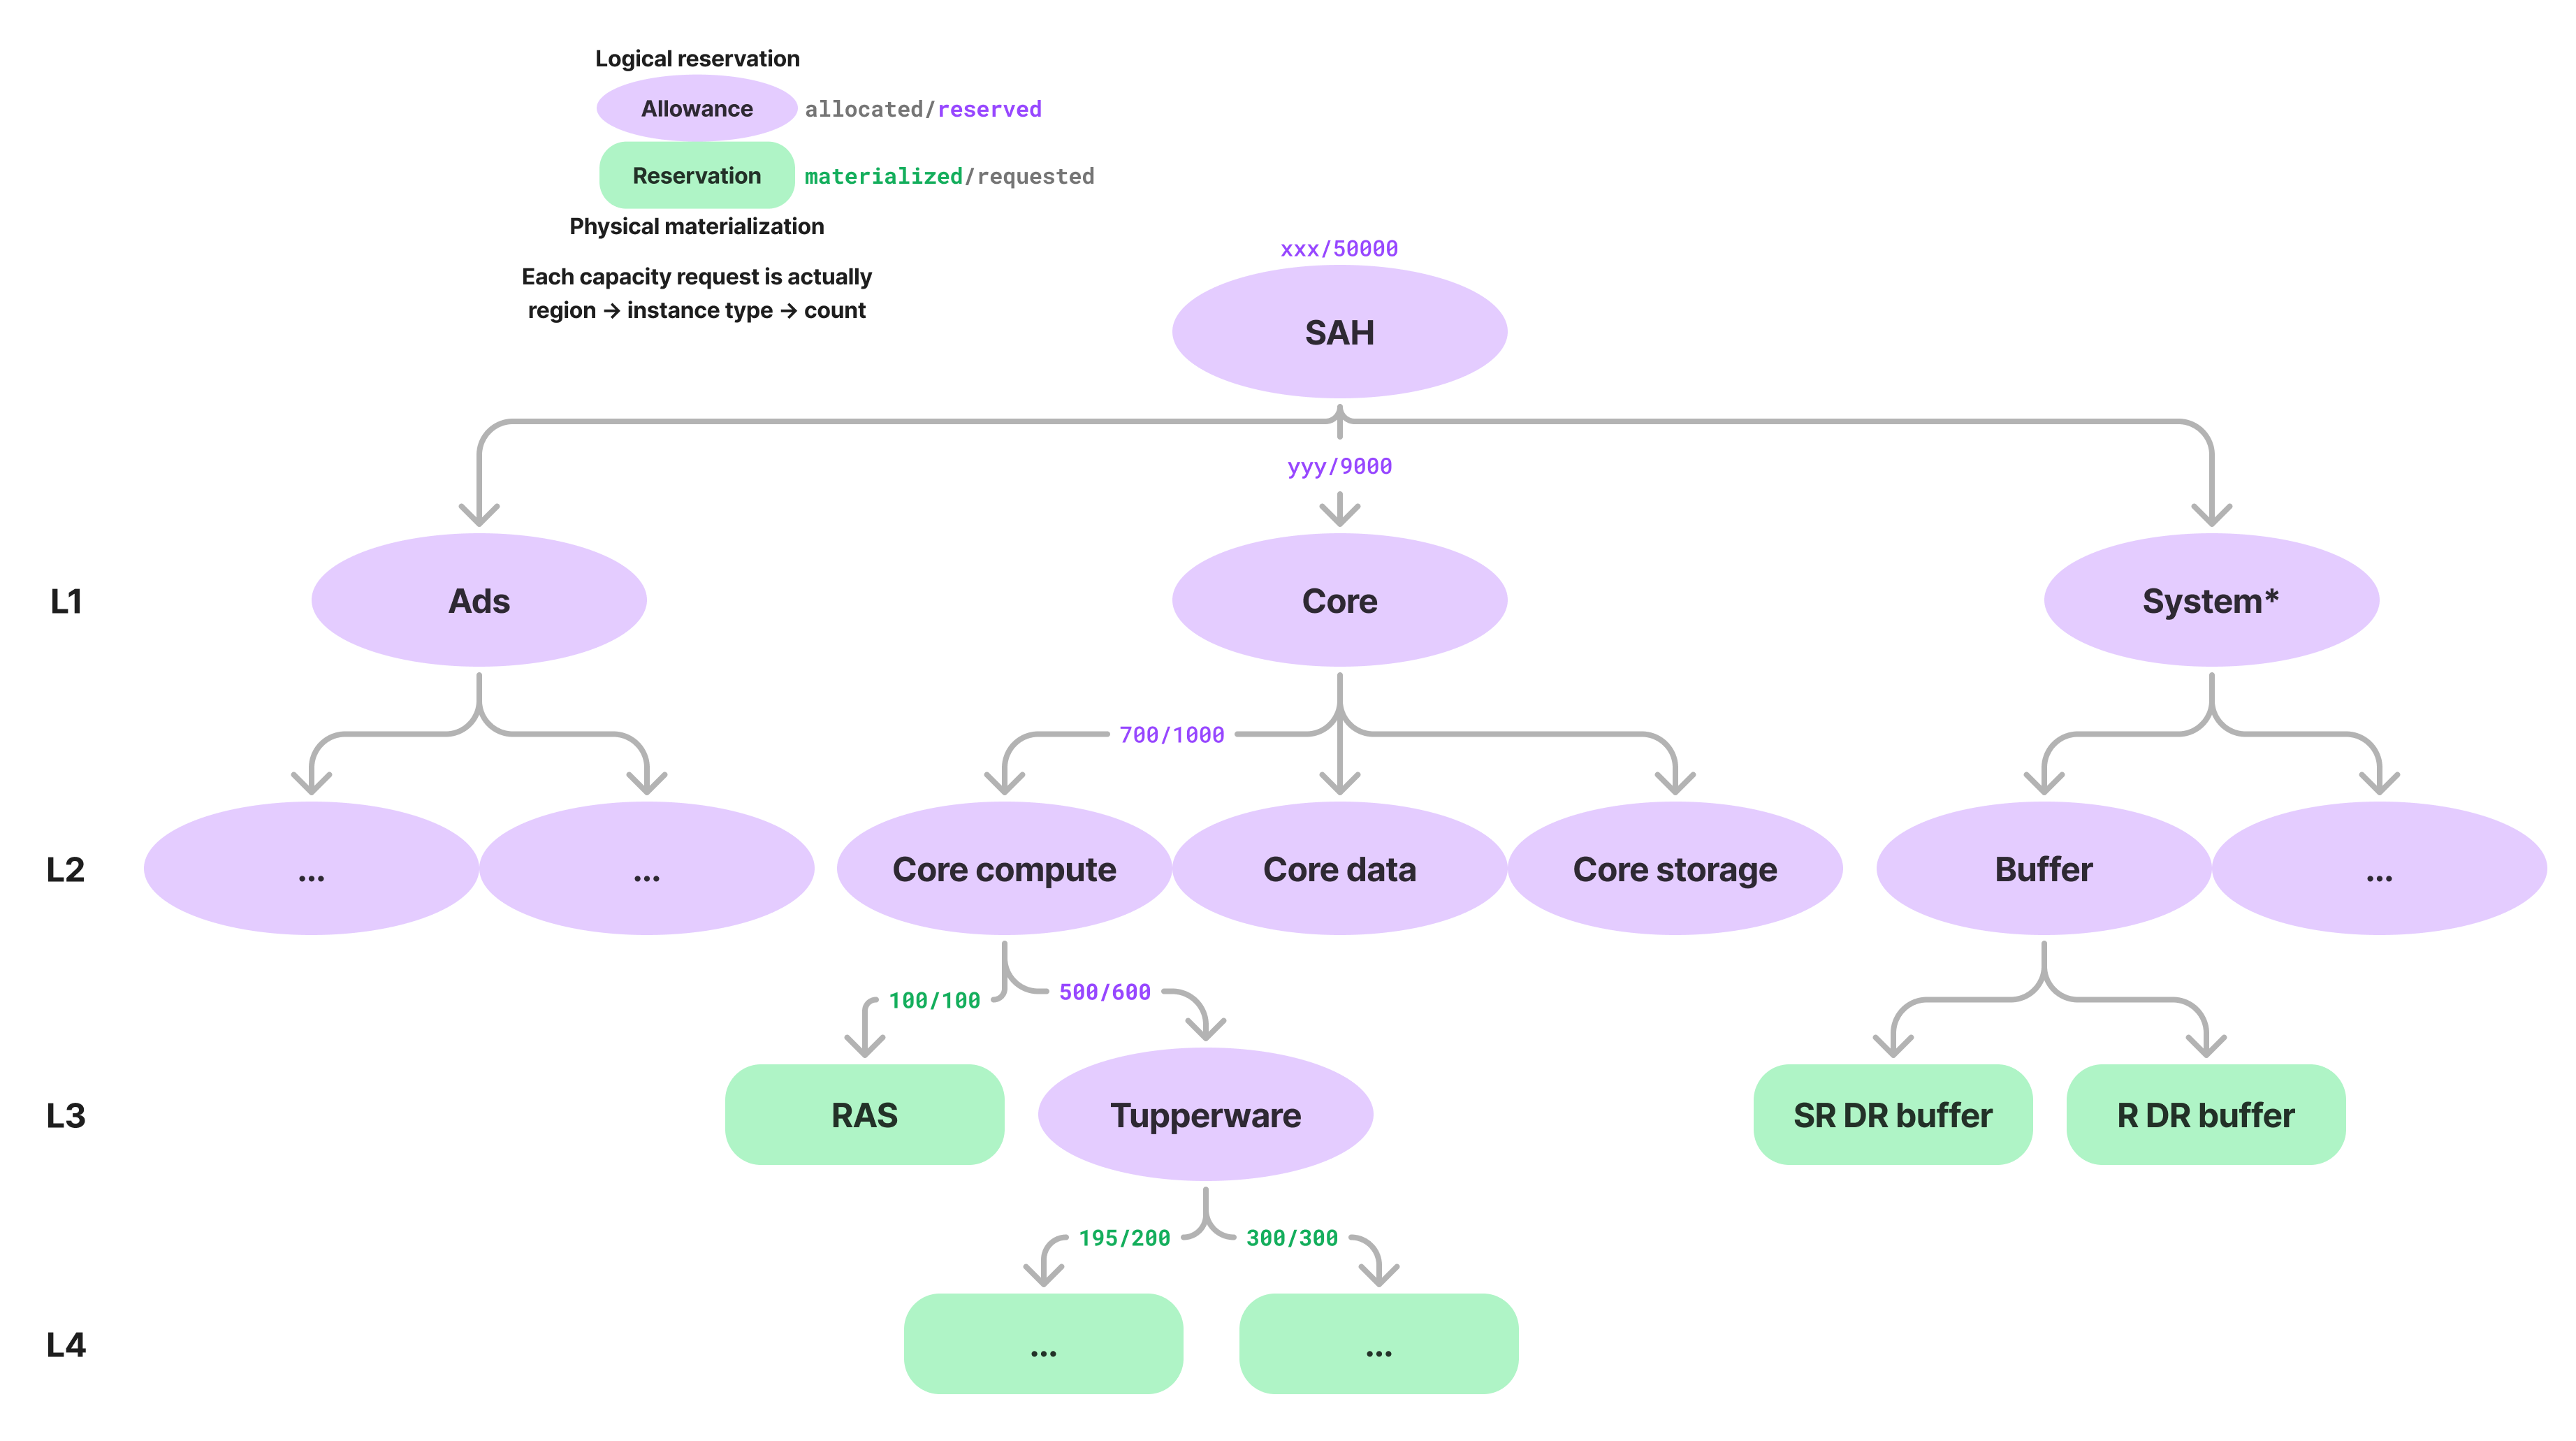 Logical reservation
Allowance allocated/reserved
Reservation materialized/requested
Physical materialization
Each capacity request is actually
region → instance type → count
xxx/50000
SAH
yyy/9000
L1 Ads Core System*
700/1000
L2 ... ... Core compute Core data Core storage Buffer ...
100/100 500/600
L3 RAS Tupperware SR DR buffer R DR buffer
195/200 300/300
L4 ... ...